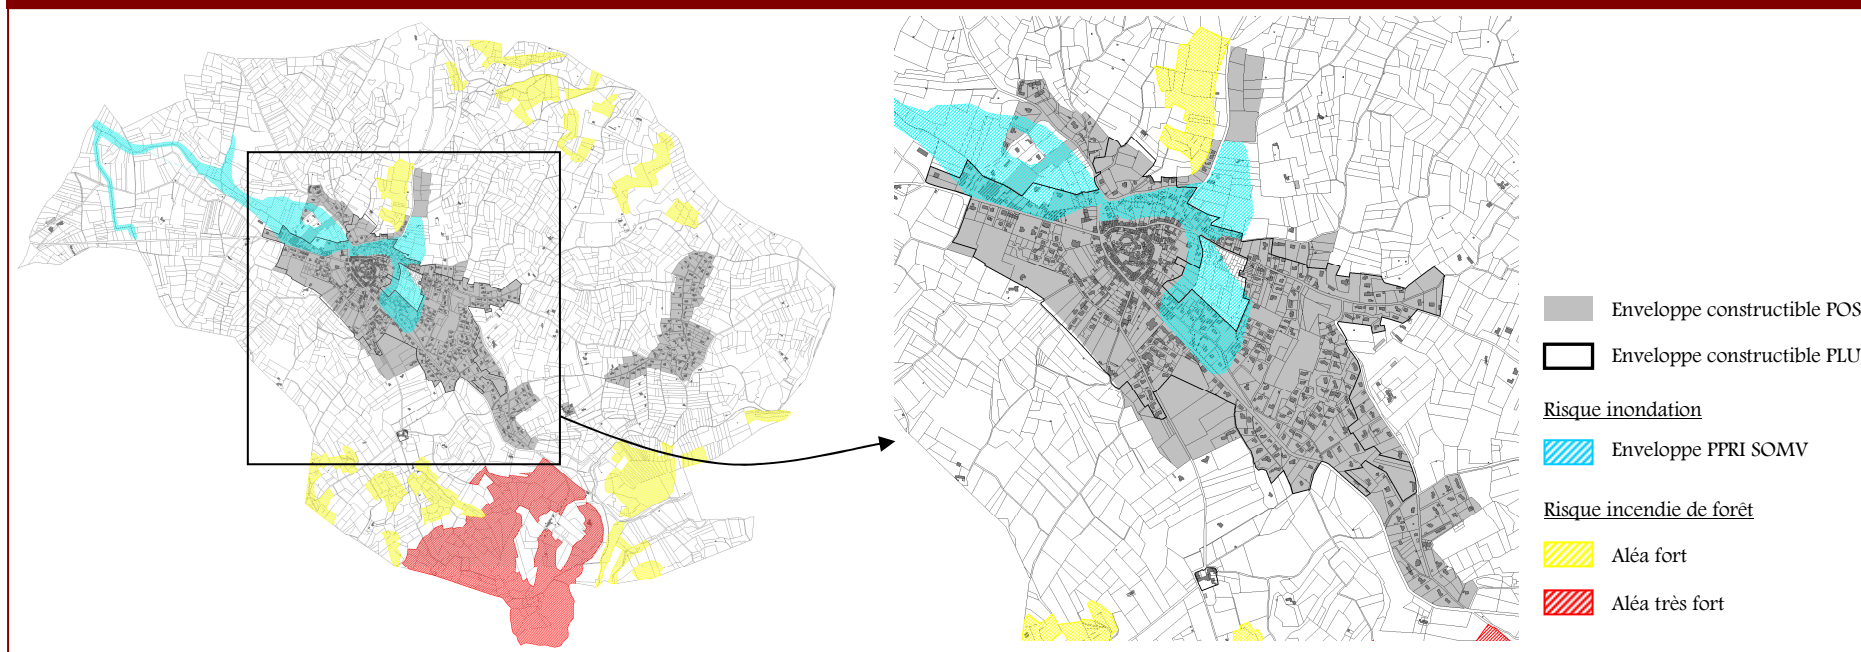 Enveloppe constructible POS
Enveloppe constructible PLU
Risque inondation
Enveloppe PPRI SOMV
Risque incendie de forêt
Aléa fort
Aléa très fort